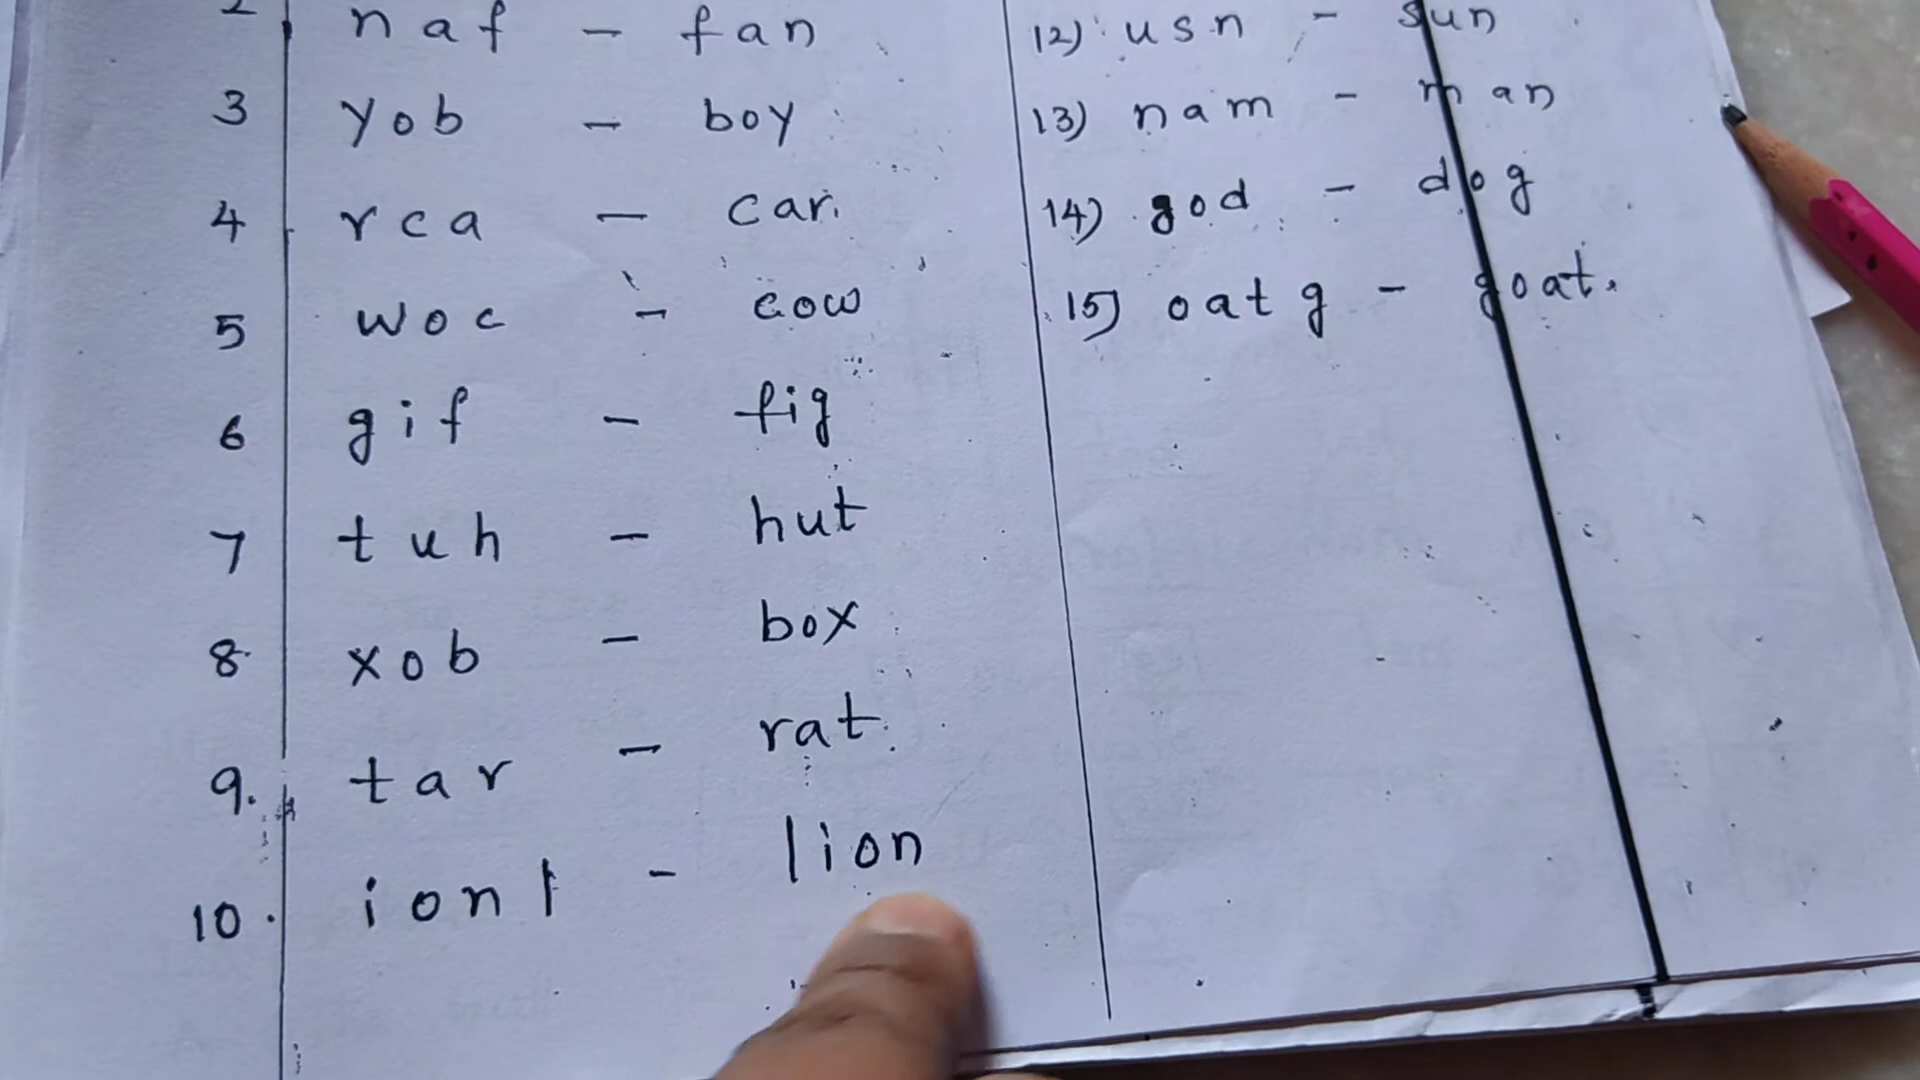 2 naf - fan
3 yob - boy
4 rca - car.
5 woc - cow
6 gif - fig
7 tuh - hut
8. xob - box
9. tar - rat.
10. ionl - lion
12) usn - sun
13) nam - man
14) god - dog
15) oatg - goat.